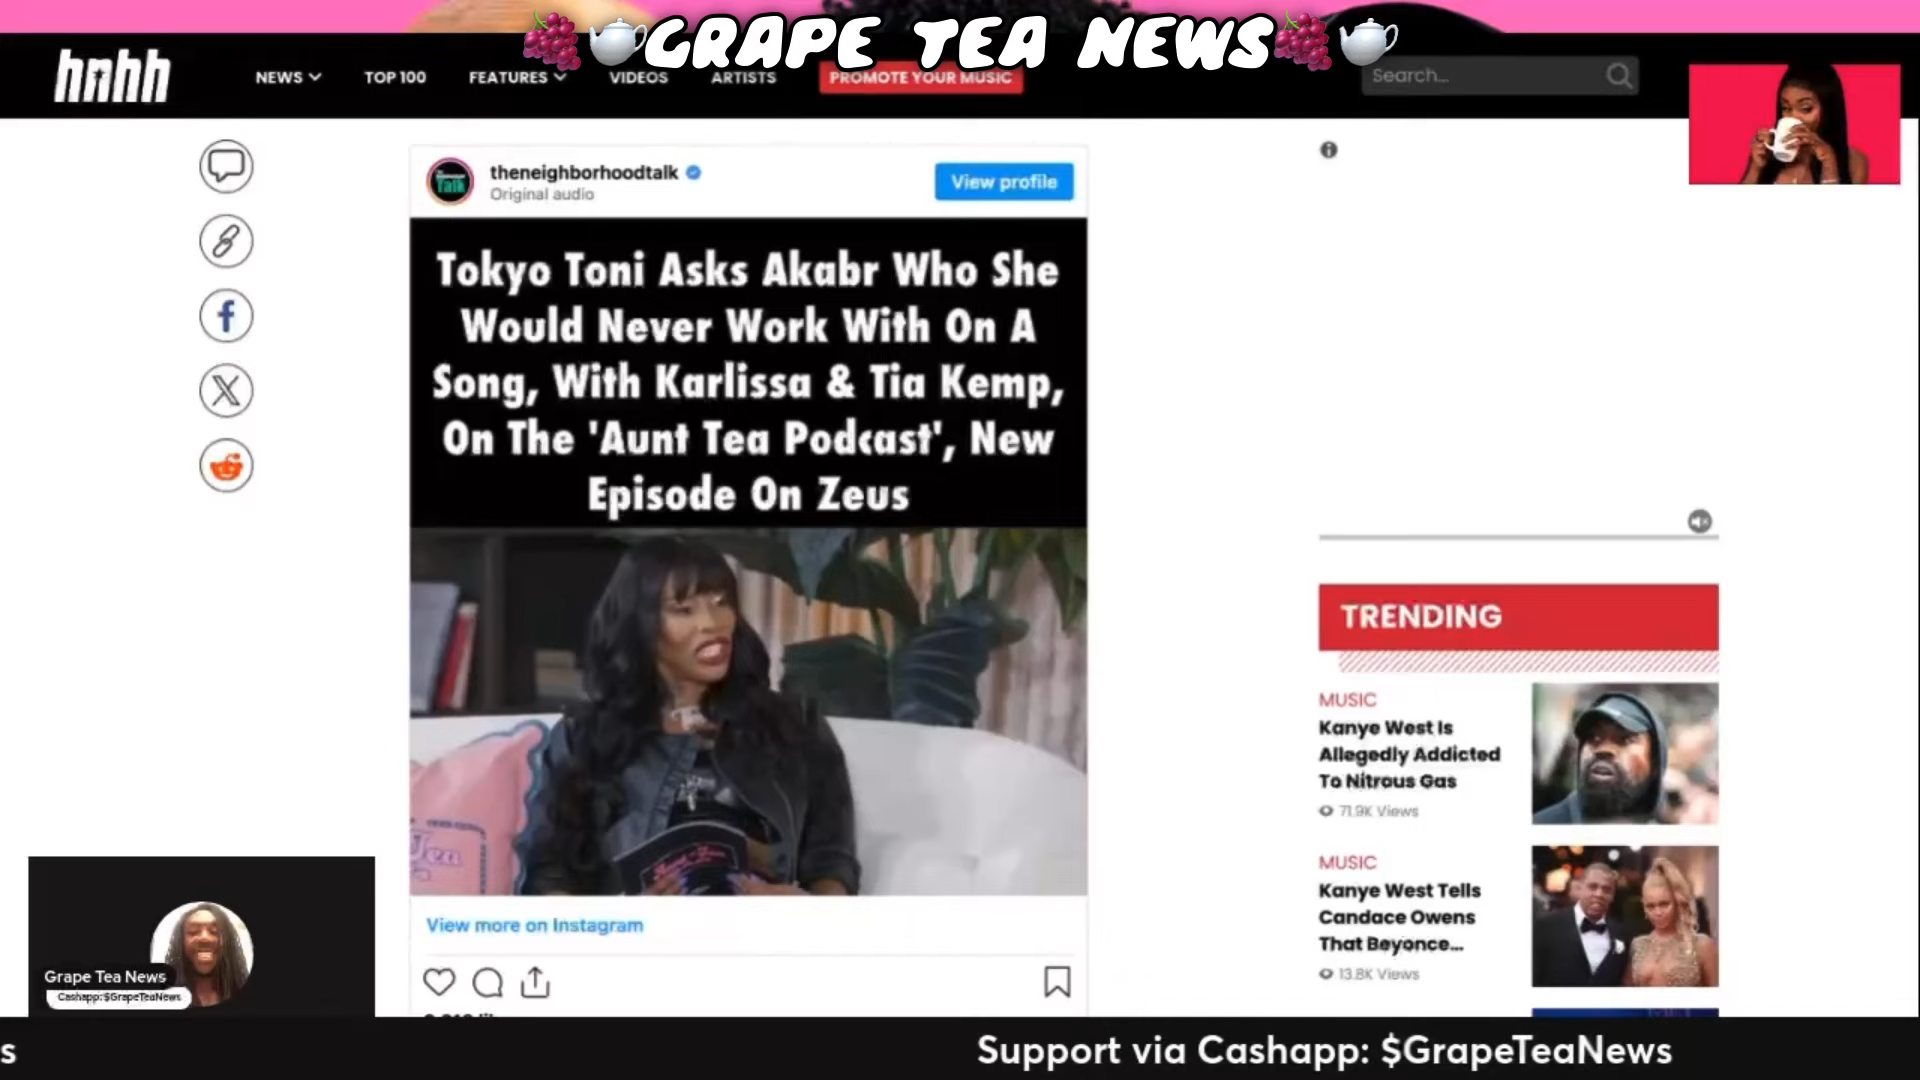 GRAPE TEA NEWS
hnhh
NEWS
TOP 100
FEATURES
VIDEOS
ARTISTS
PROMOTE YOUR MUSIC
Search...
theneighborhoodtalk
Original audio
View profile
Talk
Tokyo Toni Asks Akabr Who She
Would Never Work With On A
Song, With Karlissa & Tia Kemp,
On The 'Aunt Tea Podcast', New
Episode On Zeus
Tea
View more on Instagram
TRENDING
MUSIC
Kanye West Is
Allegedly Addicted
To Nitrous Gas
71.9K Views
MUSIC
Kanye West Tells
Candace Owens
That Beyonce...
13.8K Views
Grape Tea News
Cashapp:$GrapeTeaNews
s
Support via Cashapp: $GrapeTeaNews